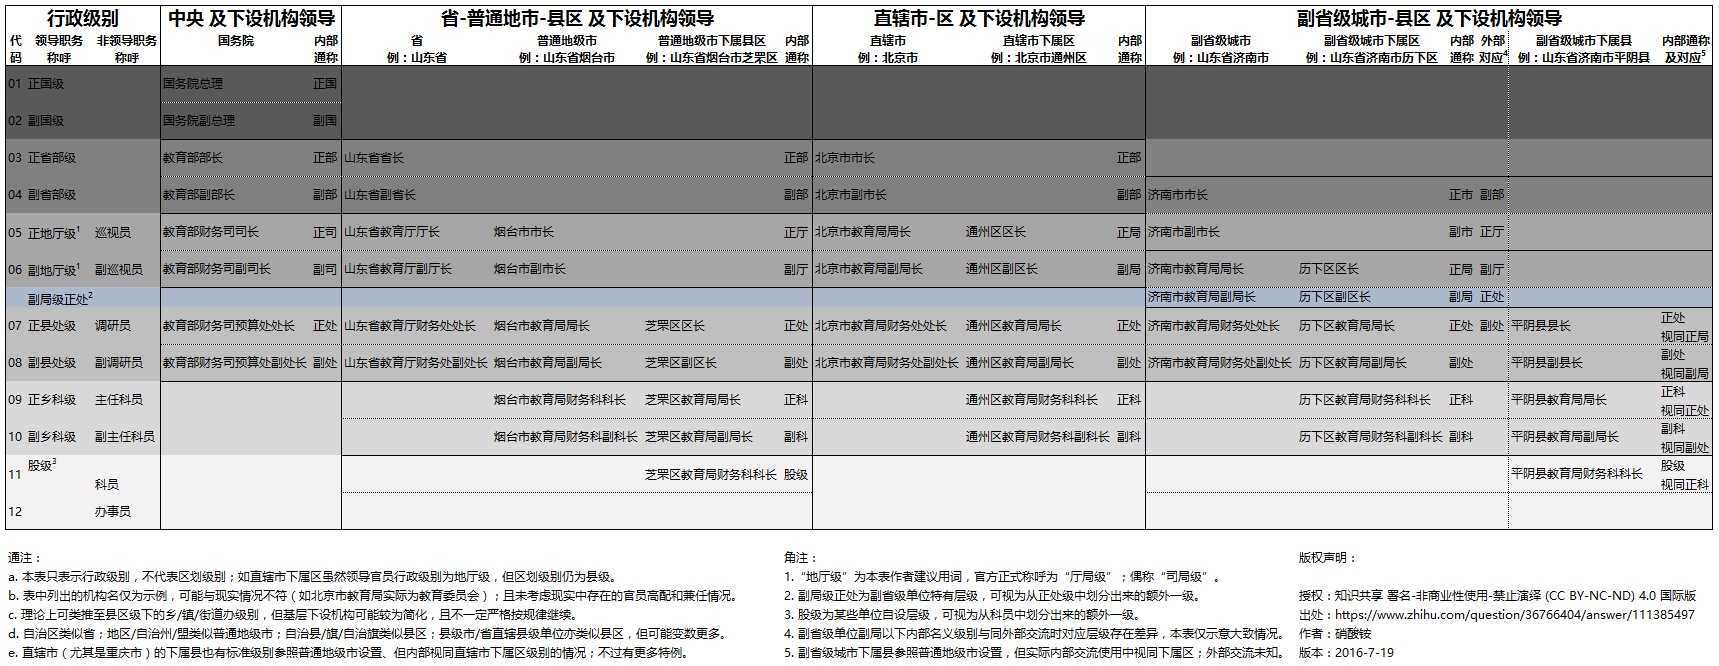 行政级别 中央 及下设机构领导 省-普通地市-县区 及下设机构领导 直辖市-区 及下设机构领导 副省级城市-县区 及下设机构领导
代 领导职务 非领导职务 国务院 内部 省 普通地级市 普通地级市下属县区 内部 直辖市 直辖市下属区 内部 副省级城市 副省级城市下属区 内部 外部 副省级城市下属县 内部通称
码 称呼 称呼 通称 例：山东省 例：山东省烟台市 例：山东省烟台市芝罘区 通称 例：北京市 例：北京市通州区 通称 例：山东省济南市 例：山东省济南市历下区 通称 对应4 例：山东省济南市平阴县 及对应5
01 正国级 国务院总理 正国
02 副国级 国务院副总理 副国
03 正省部级 教育部部长 正部 山东省省长 正部 北京市市长 正部
04 副省部级 教育部副部长 副部 山东省副省长 副部 北京市副市长 副部 济南市市长 正市 副部
05 正地厅级1 巡视员 教育部财务司司长 正司 山东省教育厅厅长 烟台市市长 正厅 北京市教育局局长 通州区区长 正局 济南市副市长 副市 正厅
06 副地厅级1 副巡视员 教育部财务司副司长 副司 山东省教育厅副厅长 烟台市副市长 副厅 北京市教育局副局长 通州区副区长 副局 济南市教育局局长 历下区区长 正局 副厅
副局级正处2 济南市教育局副局长 历下区副区长 副局 正处
07 正县处级 调研员 教育部财务司预算处处长 正处 山东省教育厅财务处处长 烟台市教育局局长 芝罘区区长 正处 北京市教育局财务处处长 通州区教育局局长 正处 济南市教育局财务处处长 历下区教育局局长 正处 副处 平阴县县长 正处
视同正局
08 副县处级 副调研员 教育部财务司预算处副处长 副处 山东省教育厅财务处副处长 烟台市教育局副局长 芝罘区副区长 副处 北京市教育局财务处副处长 通州区教育局副局长 副处 济南市教育局财务处副处长 历下区教育局副局长 副处 平阴县副县长 副处
视同副局
09 正乡科级 主任科员 烟台市教育局财务科科长 芝罘区教育局局长 正科 通州区教育局财务科科长 正科 历下区教育局财务科科长 正科 平阴县教育局局长 正科
视同正处
10 副乡科级 副主任科员 烟台市教育局财务科副科长 芝罘区教育局副局长 副科 通州区教育局财务科副科长 副科 历下区教育局财务科副科长 副科 平阴县教育局副局长 副科
视同副处
11 股级3 科员 芝罘区教育局财务科科长 股级 平阴县教育局财务科科长 股级
视同正科
12 办事员
通注：
a. 本表只表示行政级别，不代表区划级别；如直辖市下属区虽然领导官员行政级别为地厅级，但区划级别仍为县级。
b. 表中列出的机构名仅为示例，可能与现实情况不符（如北京市教育局实际为教育委员会）；且未考虑现实中存在的官员高配和兼任情况。
c. 理论上可类推至县区级下的乡/镇/街道办级别，但基层下设机构可能较为简化，且不一定严格按规律继续。
d. 自治区类似省；地区/自治州/盟类似普通地级市；自治县/旗/自治旗类似县区；县级市/省直辖县级单位亦类似县区，但可能变数更多。
e. 直辖市（尤其是重庆市）的下属县也有标准级别参照普通地级市设置、但内部视同直辖市下属区级别的情况；不过有更多特例。
角注：
1. “地厅级”为本表作者建议用词，官方正式称呼为“厅局级”；偶称“司局级”。
2. 副局级正处为副省级单位特有层级，可视为从正处级中划分出来的额外一级。
3. 股级为某些单位自设层级，可视为从科员中划分出来的额外一级。
4. 副省级单位副局以下内部名义级别与同外部交流时对应层级存在差异，本表仅示意大致情况。
5. 副省级城市下属县参照普通地级市设置，但实际内部交流使用中视同下属区；外部交流未知。
版权声明：
授权：知识共享 署名-非商业性使用-禁止演绎 (CC BY-NC-ND) 4.0 国际版
出处：https://www.zhihu.com/question/36766404/answer/111385497
作者：硝酸铵
版本：2016-7-19